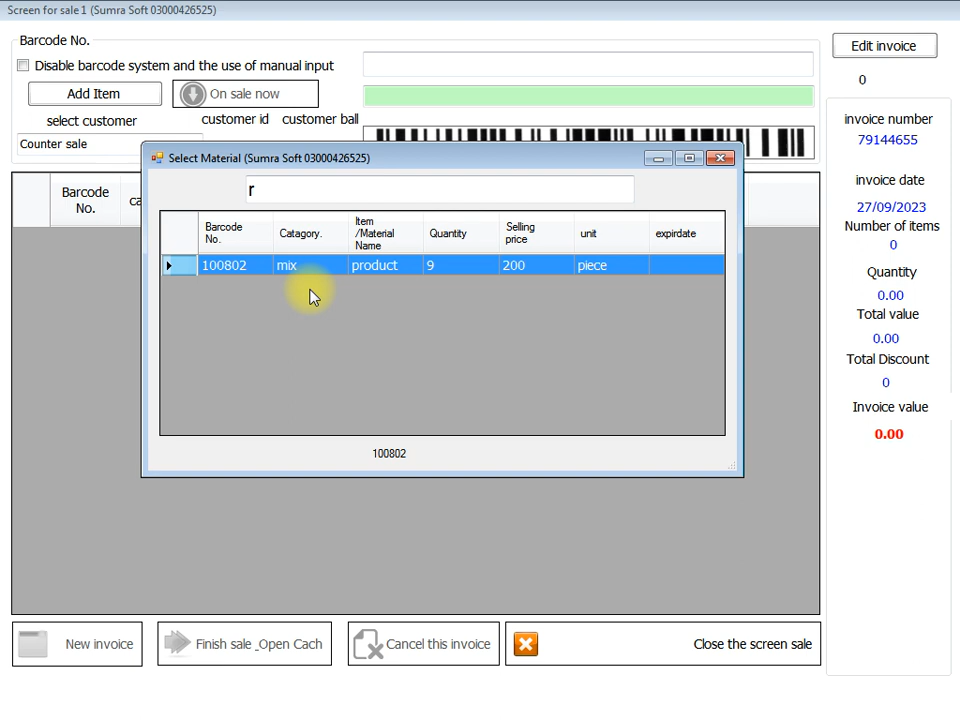 Screen for sale 1 (Sumra Soft 03000426525)
Barcode No.
Disable barcode system and the use of manual input
Add Item
On sale now
select customer
customer id
customer ball
Counter sale
Barcode No.
ca
Select Material (Sumra Soft 03000426525)
r
Barcode No.
Catagory.
Item /Material Name
Quantity
Selling price
unit
expirdate
100802
mix
product
9
200
piece
100802
Edit invoice
0
invoice number
79144655
invoice date
27/09/2023
Number of items
0
Quantity
0.00
Total value
0.00
Total Discount
0
Invoice value
0.00
New invoice
Finish sale _Open Cach
Cancel this invoice
Close the screen sale